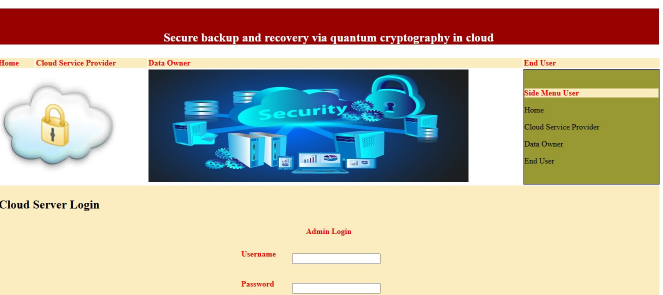 Secure backup and recovery via quantum cryptography in cloud
Home Cloud Service Provider Data Owner End User
Security
Side Menu User
Home
Cloud Service Provider
Data Owner
End User
Cloud Server Login
Admin Login
Username
Password